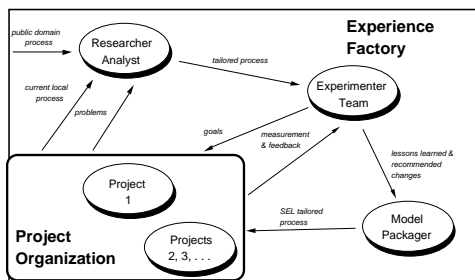 public domain
process
Researcher
Analyst
Experience
Factory
tailored process
current local
process
problems
Experimenter
Team
goals
measurement
& feedback
lessons learned &
recommended
changes
Project
1
SEL tailored
process
Model
Packager
Project
Organization
Projects
2, 3, . . .